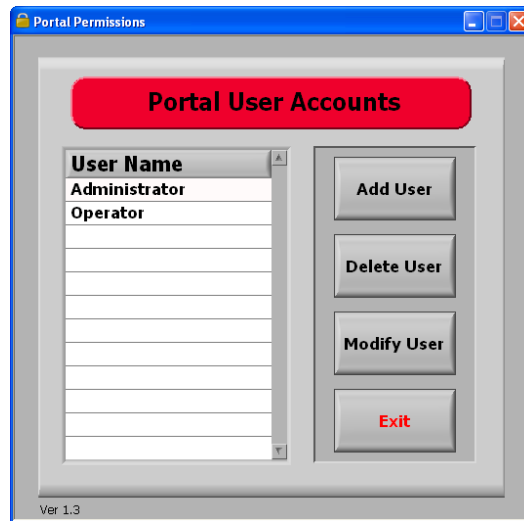 Portal Permissions
Portal User Accounts
User Name
Administrator
Operator
Add User
Delete User
Modify User
Exit
Ver 1.3